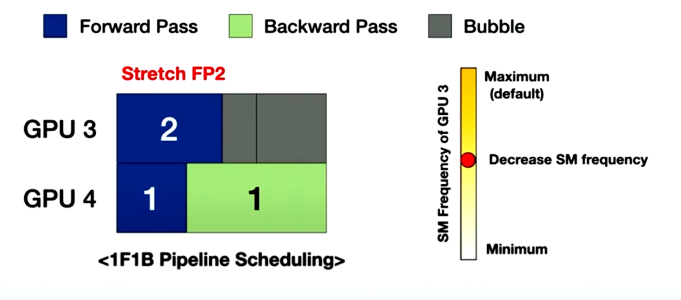 Forward Pass
Backward Pass
Bubble
Stretch FP2
GPU 3
2
GPU 4
1
1
<1F1B Pipeline Scheduling>
SM Frequency of GPU 3
Maximum
(default)
Decrease SM frequency
Minimum